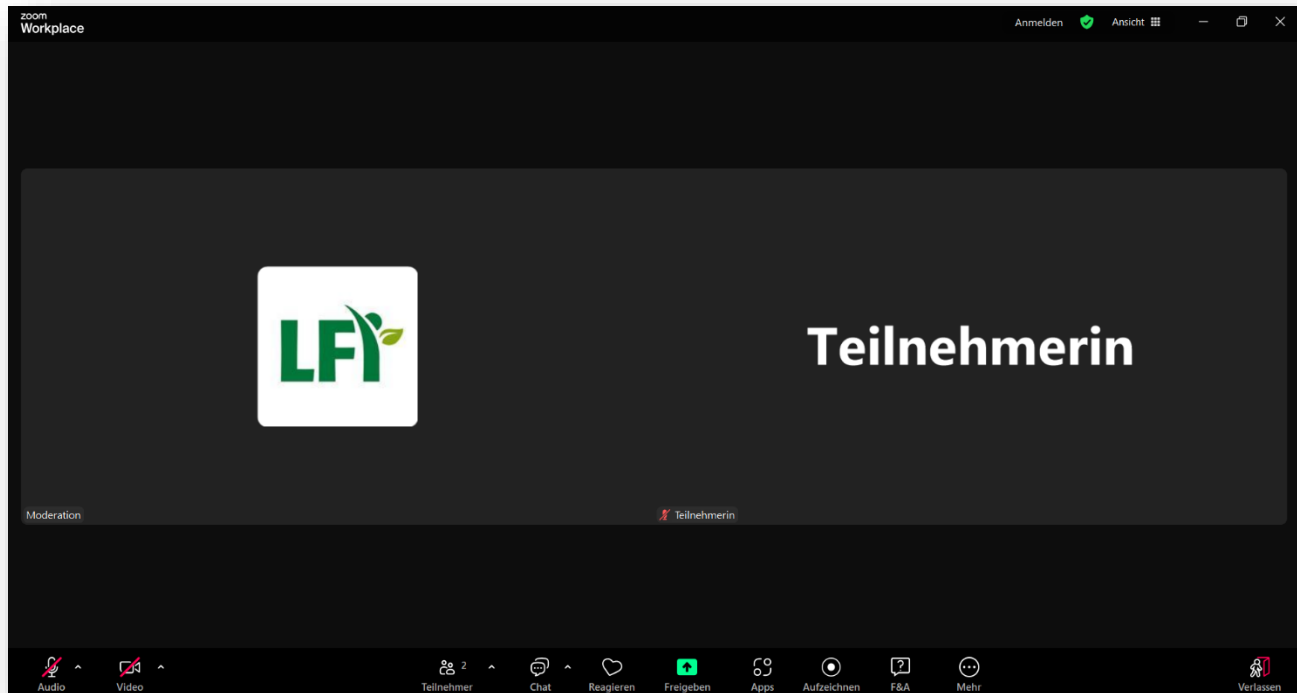 zoom
Workplace
Anmelden Ansicht
LFI
Teilnehmerin
Moderation
Teilnehmerin
2
Audio Video Teilnehmer Chat Reagieren Freigeben Apps Aufzeichnen F&A Mehr Verlassen